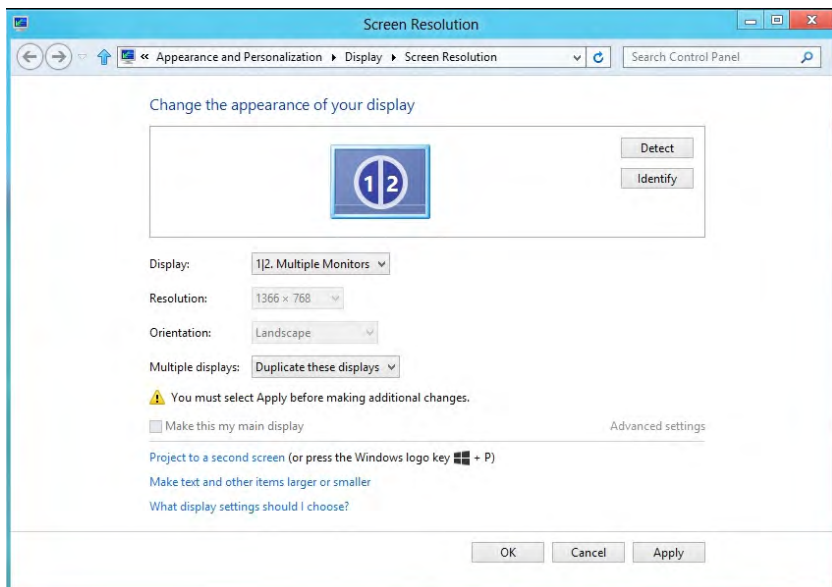 Screen Resolution
« Appearance and Personalization Display Screen Resolution
Search Control Panel
Change the appearance of your display
1 2
Detect
Identify
Display: 1|2. Multiple Monitors
Resolution: 1366 × 768
Orientation: Landscape
Multiple displays: Duplicate these displays
You must select Apply before making additional changes.
Make this my main display Advanced settings
Project to a second screen (or press the Windows logo key + P)
Make text and other items larger or smaller
What display settings should I choose?
OK Cancel Apply